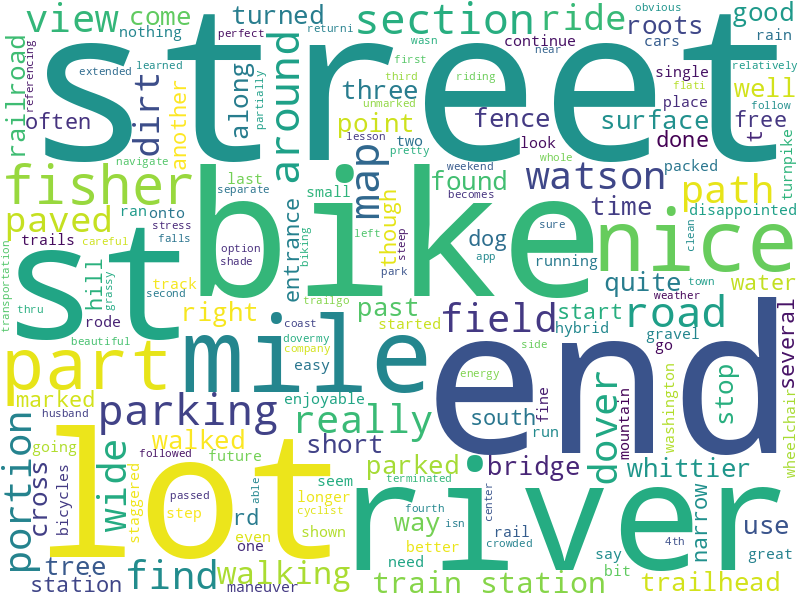 street
bike
end
lot
river
st
mile
nice
part
fisher
section
ride
view
come
turned
nothing
obvious
returni
perfect
wasn
first
third
riding
unmarked
near
continue
cars
roots
good
rain
relatively
referencing
extended
learned
railroad
often
dirt
another
along
partially
around
three
point
lesson
two
pretty
fence
look
single
place
surface
flati
follow
well
free
t
done
turnpike
navigate
whole
weekend
becomes
packed
watson
path
disappointed
map
found
time
last
separate
small
though
dog
running
paved
ran
onto
trails
careful
stress
falls
entrance
biking
option
shade
left
steep
park
app
sure
clean
town
weather
quite
water
transportation
thru
hill
grassy
track
second
rode
beautiful
right
trailgo
past
started
field
start
hybrid
road
gravel
go
side
several
coast
dovermy
company
easy
enjoyable
energy
marked
parking
really
south
fine
run
dover
mountain
washington
stop
wheelchair
husband
going
followed
portion
cross
bicycles
wide
walked
staggered
future
passed
step
able
short
seem
longer
cyclist
shown
parked
terminated
fourth
isn
way
better
need
bridge
center
rail
crowded
whittier
say
bit
4th
narrow
use
great
tree
station
find
rd
even
one
maneuver
walking
train station
trailhead